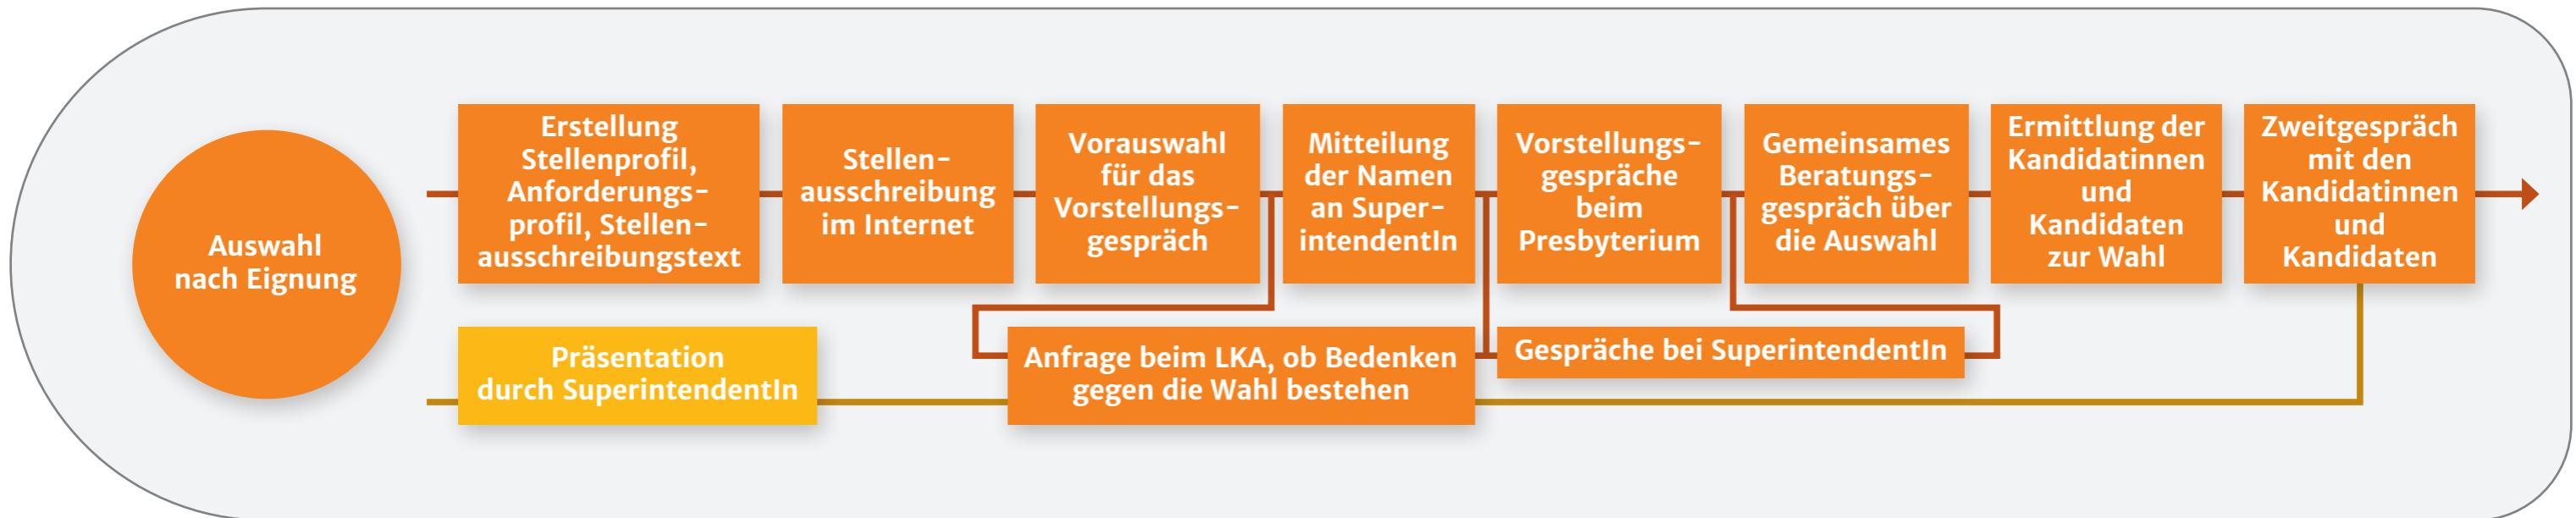 Auswahl
nach Eignung
Erstellung
Stellenprofil,
Anforderungs-
profil, Stellen-
ausschreibungstext
Stellen-
ausschreibung
im Internet
Vorauswahl
für das
Vorstellungs-
gespräch
Mitteilung
der Namen
an Super-
intendentIn
Vorstellungs-
gespräche
beim
Presbyterium
Gemeinsames
Beratungs-
gespräch über
die Auswahl
Ermittlung der
Kandidatinnen
und
Kandidaten
zur Wahl
Zweitgespräch
mit den
Kandidatinnen
und
Kandidaten
Präsentation
durch SuperintendentIn
Anfrage beim LKA, ob Bedenken
gegen die Wahl bestehen
Gespräche bei SuperintendentIn